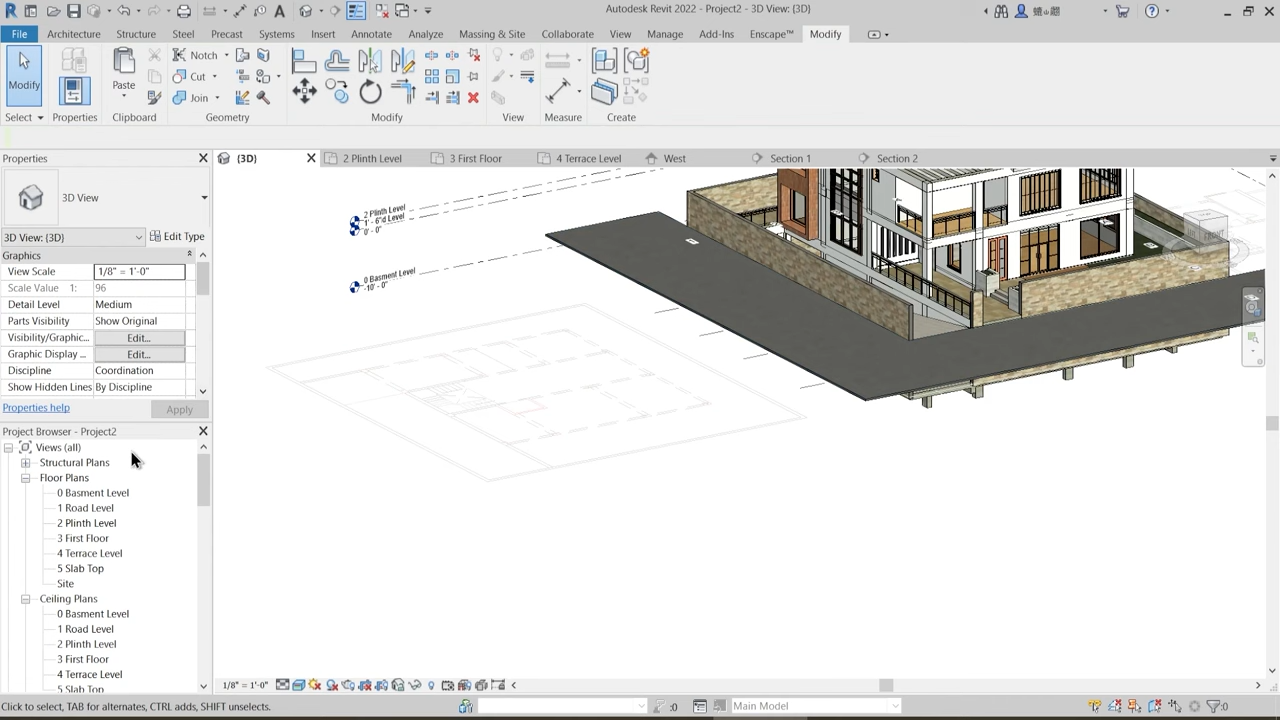 Autodesk Revit 2022 - Project2 - 3D View: {3D}
File Architecture Structure Steel Precast Systems Insert Annotate Analyze Massing & Site Collaborate View Manage Add-Ins Enscape™ Modify
Modify
Paste
Notch
Cut
Join
Select Properties Clipboard Geometry Modify View Measure Create
Properties
{3D} 2 Plinth Level 3 First Floor 4 Terrace Level West Section 1 Section 2
3D View
3D View: {3D} Edit Type
Graphics
View Scale 1/8" = 1'-0"
Scale Value 1: 96
Detail Level Medium
Parts Visibility Show Original
Visibility/Graphic... Edit...
Graphic Display ... Edit...
Discipline Coordination
Show Hidden Lines By Discipline
Properties help Apply
2 Plinth Level
0' - 0"
0 Basment Level
-10' - 0"
Project Browser - Project2
Views (all)
Structural Plans
Floor Plans
0 Basment Level
1 Road Level
2 Plinth Level
3 First Floor
4 Terrace Level
5 Slab Top
Site
Ceiling Plans
0 Basment Level
1 Road Level
2 Plinth Level
3 First Floor
4 Terrace Level
5 Slab Top
1/8" = 1'-0"
Click to select, TAB for alternates, CTRL adds, SHIFT unselects. :0 Main Model :0